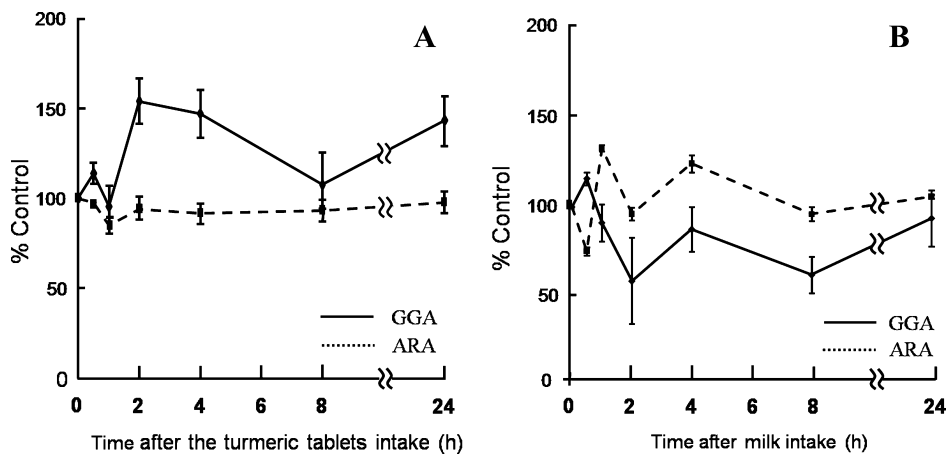 A
200
150
100
50
0
% Control
GGA
ARA
0 2 4 8 24
Time after the turmeric tablets intake (h)
B
200
150
100
50
0
% Control
GGA
ARA
0 2 4 6 8 24
Time after milk intake (h)